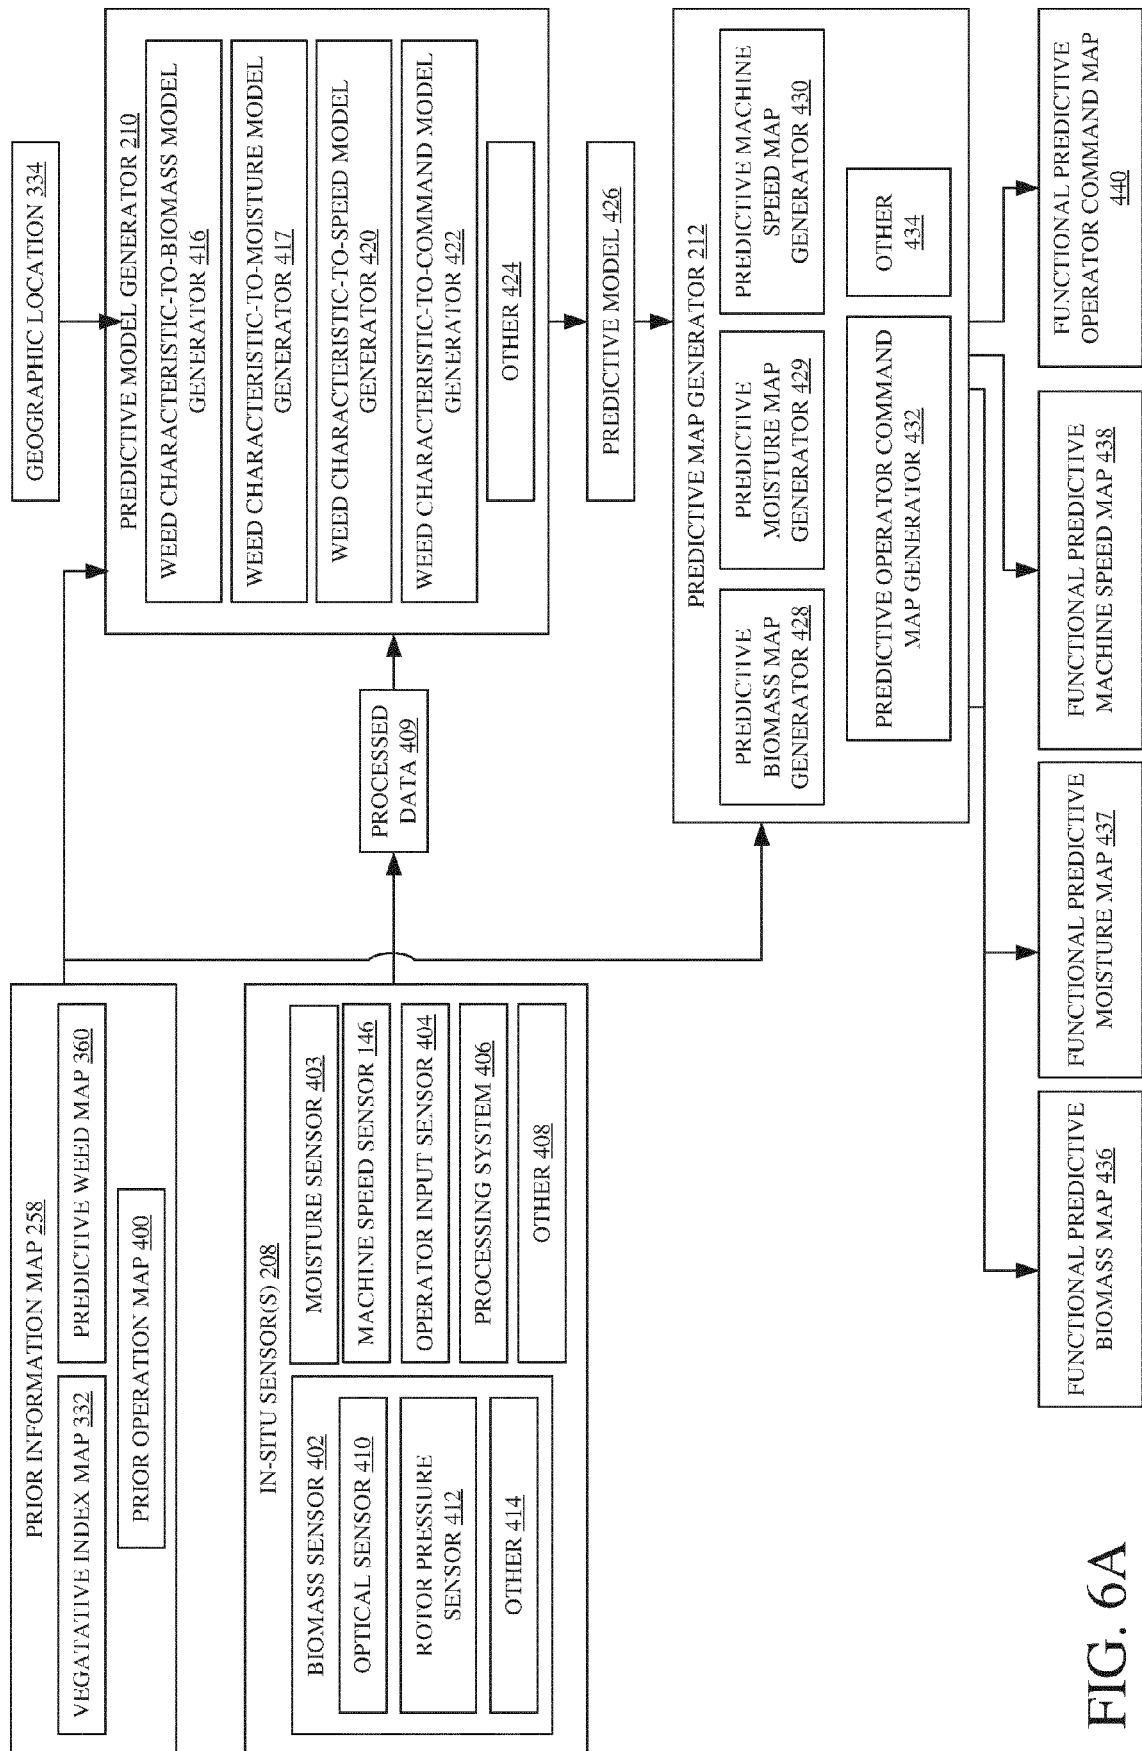 PRIOR INFORMATION MAP 258
VEGATATIVE INDEX MAP 332
PREDICTIVE WEED MAP 360
PRIOR OPERATION MAP 400
IN-SITU SENSOR(S) 208
BIOMASS SENSOR 402
OPTICAL SENSOR 410
ROTOR PRESSURE
SENSOR 412
OTHER 414
MOISTURE SENSOR 403
MACHINE SPEED SENSOR 146
OPERATOR INPUT SENSOR 404
PROCESSING SYSTEM 406
OTHER 408
PROCESSED
DATA 409
GEOGRAPHIC LOCATION 334
PREDICTIVE MODEL GENERATOR 210
WEED CHARACTERISTIC-TO-BIOMASS MODEL
GENERATOR 416
WEED CHARACTERISTIC-TO-MOISTURE MODEL
GENERATOR 417
WEED CHARACTERISTIC-TO-SPEED MODEL
GENERATOR 420
WEED CHARACTERISTIC-TO-COMMAND MODEL
GENERATOR 422
OTHER 424
PREDICTIVE MODEL 426
PREDICTIVE MAP GENERATOR 212
PREDICTIVE
BIOMASS MAP
GENERATOR 428
PREDICTIVE
MOISTURE MAP
GENERATOR 429
PREDICTIVE MACHINE
SPEED MAP
GENERATOR 430
PREDICTIVE OPERATOR COMMAND
MAP GENERATOR 432
OTHER
434
FUNCTIONAL PREDICTIVE
BIOMASS MAP 436
FUNCTIONAL PREDICTIVE
MOISTURE MAP 437
FUNCTIONAL PREDICTIVE
MACHINE SPEED MAP 438
FUNCTIONAL PREDICTIVE
OPERATOR COMMAND MAP
440
FIG. 6A